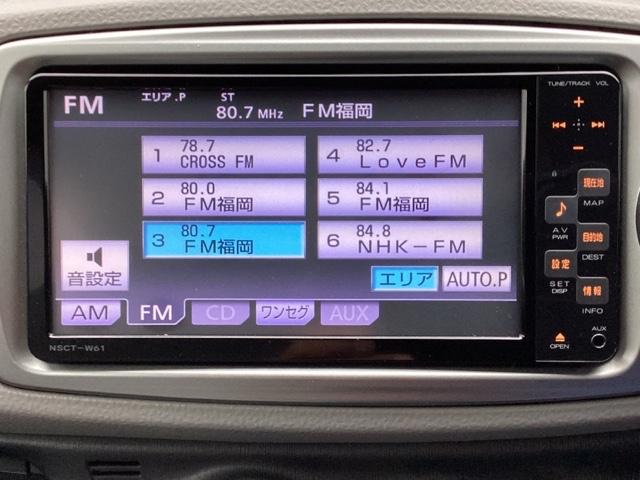 TUNE/TRACK VOL
FM エリア.P ST
80.7 MHz FM福岡
1 78.7 CROSS FM
4 82.7 LoveFM
2 80.0 FM福岡
5 84.1 FM福岡
3 80.7 FM福岡
6 84.8 NHK-FM
音設定
エリア AUTO.P
AM FM CD ワンセグ AUX
NSCT-W61
現在地
MAP
AV PWR
目的地
DEST
設定
SET DISP
情報
INFO
OPEN
AUX